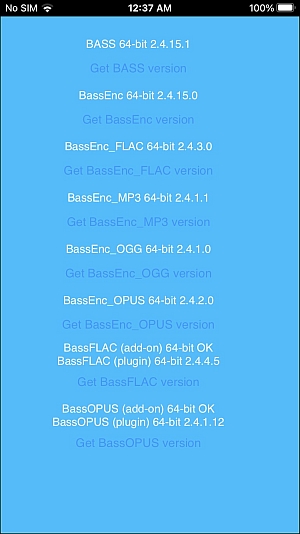 No SIM 12:37 AM 100%
BASS 64-bit 2.4.15.1
Get BASS version
BassEnc 64-bit 2.4.15.0
Get BassEnc version
BassEnc_FLAC 64-bit 2.4.3.0
Get BassEnc_FLAC version
BassEnc_MP3 64-bit 2.4.1.1
Get BassEnc_MP3 version
BassEnc_OGG 64-bit 2.4.1.0
Get BassEnc_OGG version
BassEnc_OPUS 64-bit 2.4.2.0
Get BassEnc_OPUS version
BassFLAC (add-on) 64-bit OK
BassFLAC (plugin) 64-bit 2.4.4.5
Get BassFLAC version
BassOPUS (add-on) 64-bit OK
BassOPUS (plugin) 64-bit 2.4.1.12
Get BassOPUS version